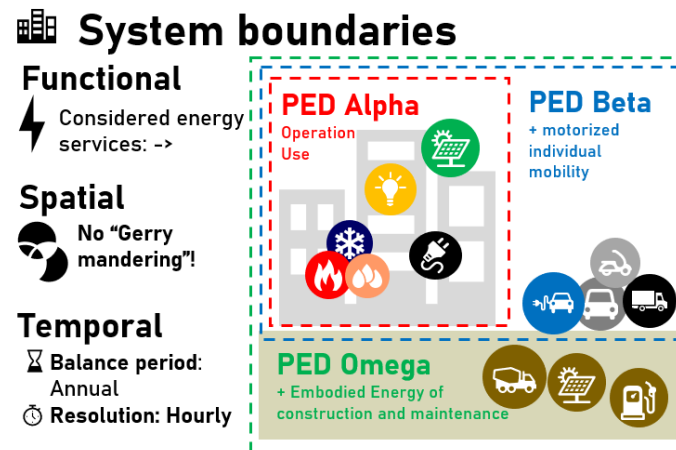 System boundaries
Functional
Considered energy
services: ->
Spatial
No “Gerry
mandering”!
Temporal
Balance period:
Annual
Resolution: Hourly
PED Alpha
Operation
Use
PED Beta
+ motorized
individual
mobility
PED Omega
+ Embodied Energy of
construction and maintenance